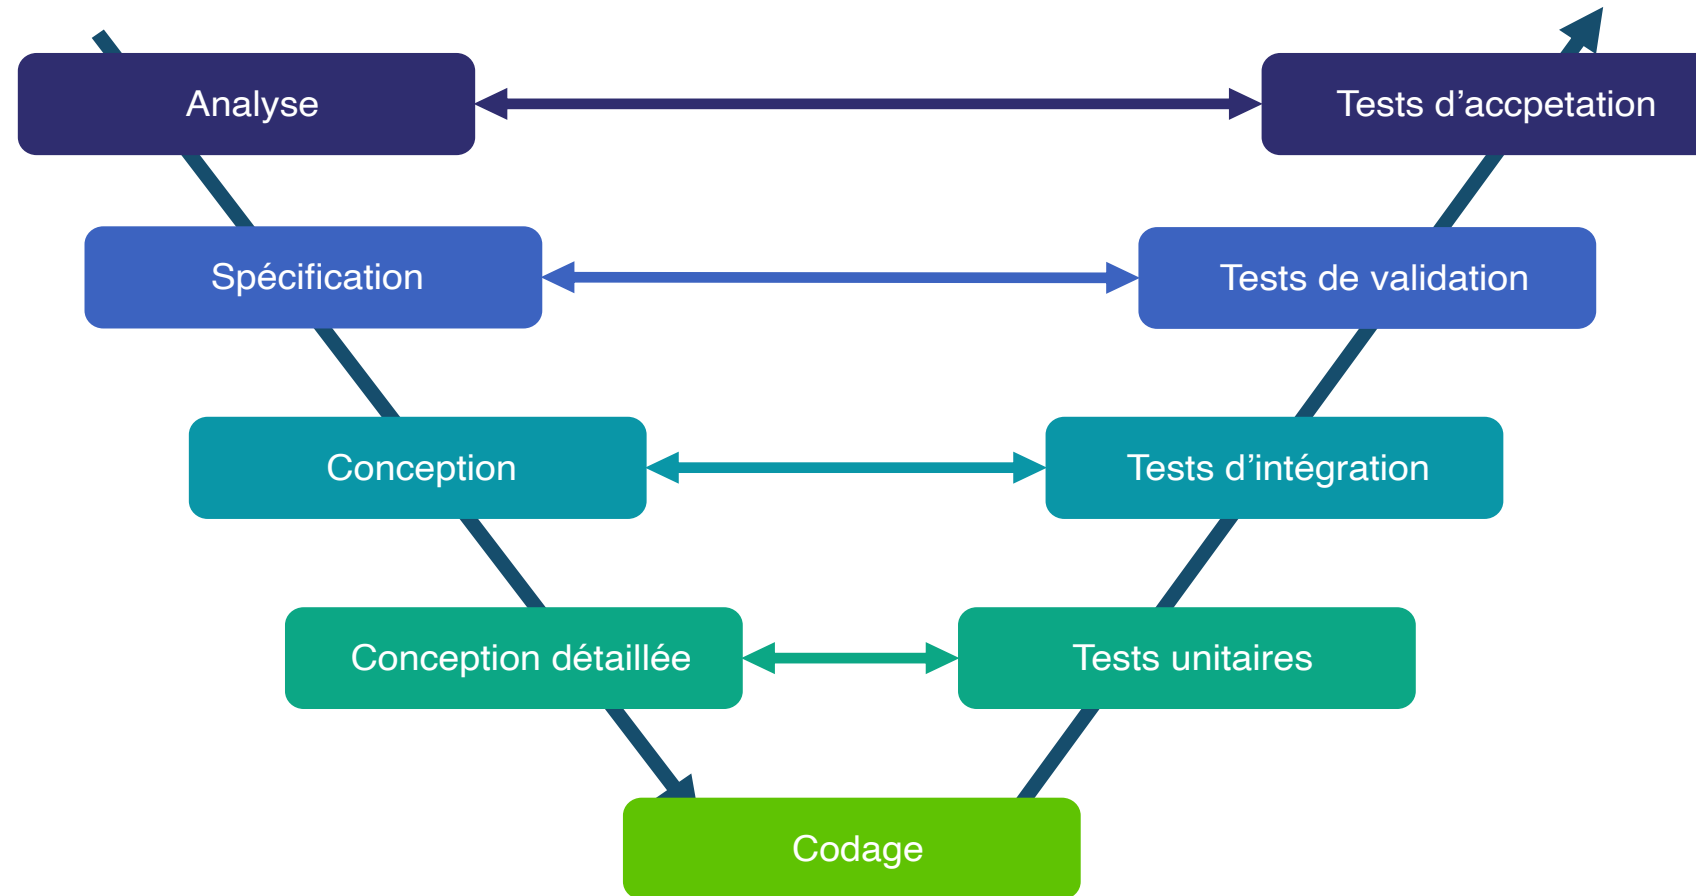 Analyse
Tests d’accpetation
Spécification
Tests de validation
Conception
Tests d’intégration
Conception détaillée
Tests unitaires
Codage